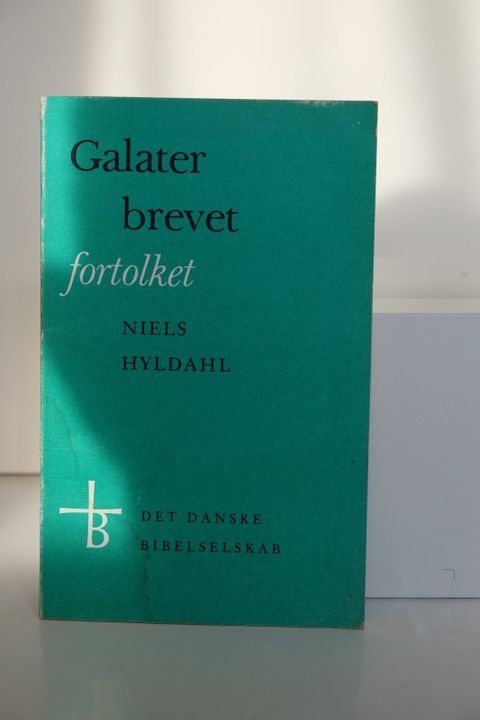 Galater
brevet
fortolket
NIELS
HYLDAHL
B
DET DANSKE
BIBELSELSKAB